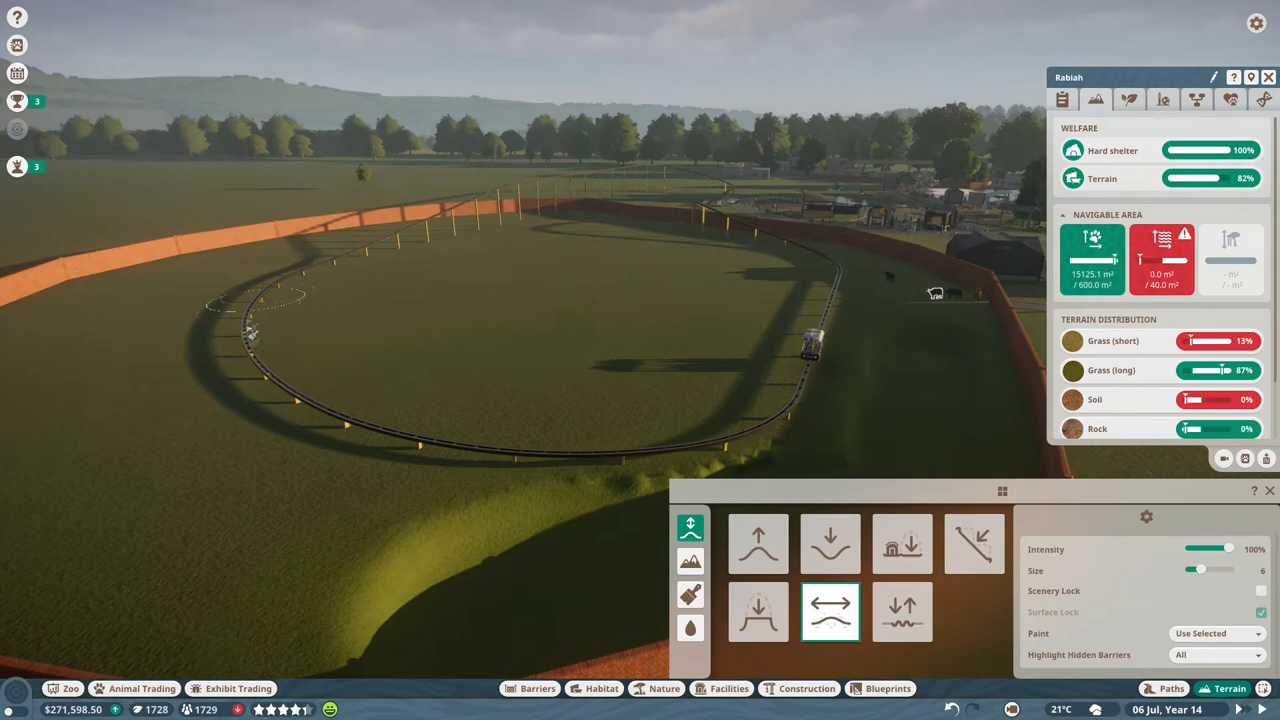 ?
3
3
Rabiah
?
WELFARE
Hard shelter 100%
Terrain 82%
NAVIGABLE AREA
15125.1 m² / 600.0 m²
0.0 m² / 40.0 m²
- m² / - m²
TERRAIN DISTRIBUTION
Grass (short) 13%
Grass (long) 87%
Soil 0%
Rock 0%
?
Intensity 100%
Size 6
Scenery Lock
Surface Lock
Paint Use Selected
Highlight Hidden Barriers All
Zoo Animal Trading Exhibit Trading Barriers Habitat Nature Facilities Construction Blueprints Paths Terrain
$271,598.50 1728 1729 21°C 06 Jul, Year 14